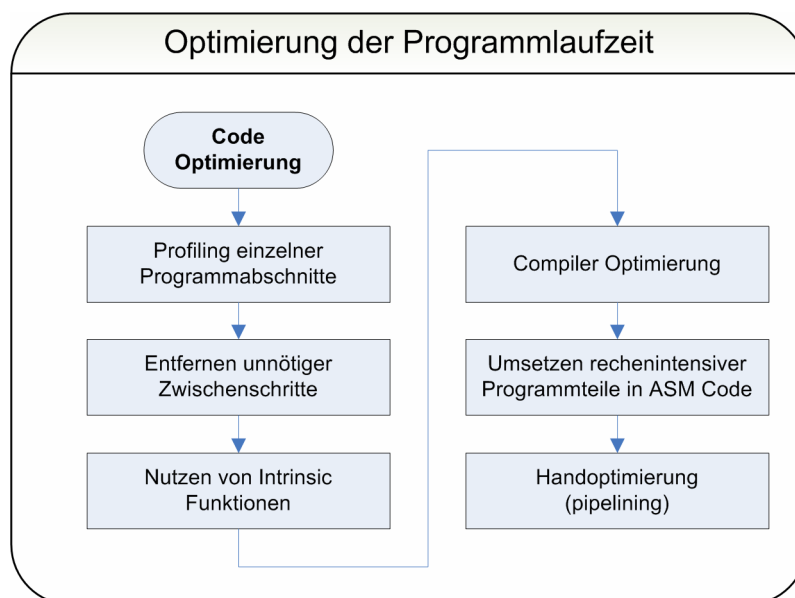 Optimierung der Programmlaufzeit
Code
Optimierung
Profiling einzelner
Programmabschnitte
Entfernen unnötiger
Zwischenschritte
Nutzen von Intrinsic
Funktionen
Compiler Optimierung
Umsetzen rechenintensiver
Programmteile in ASM Code
Handoptimierung
(pipelining)